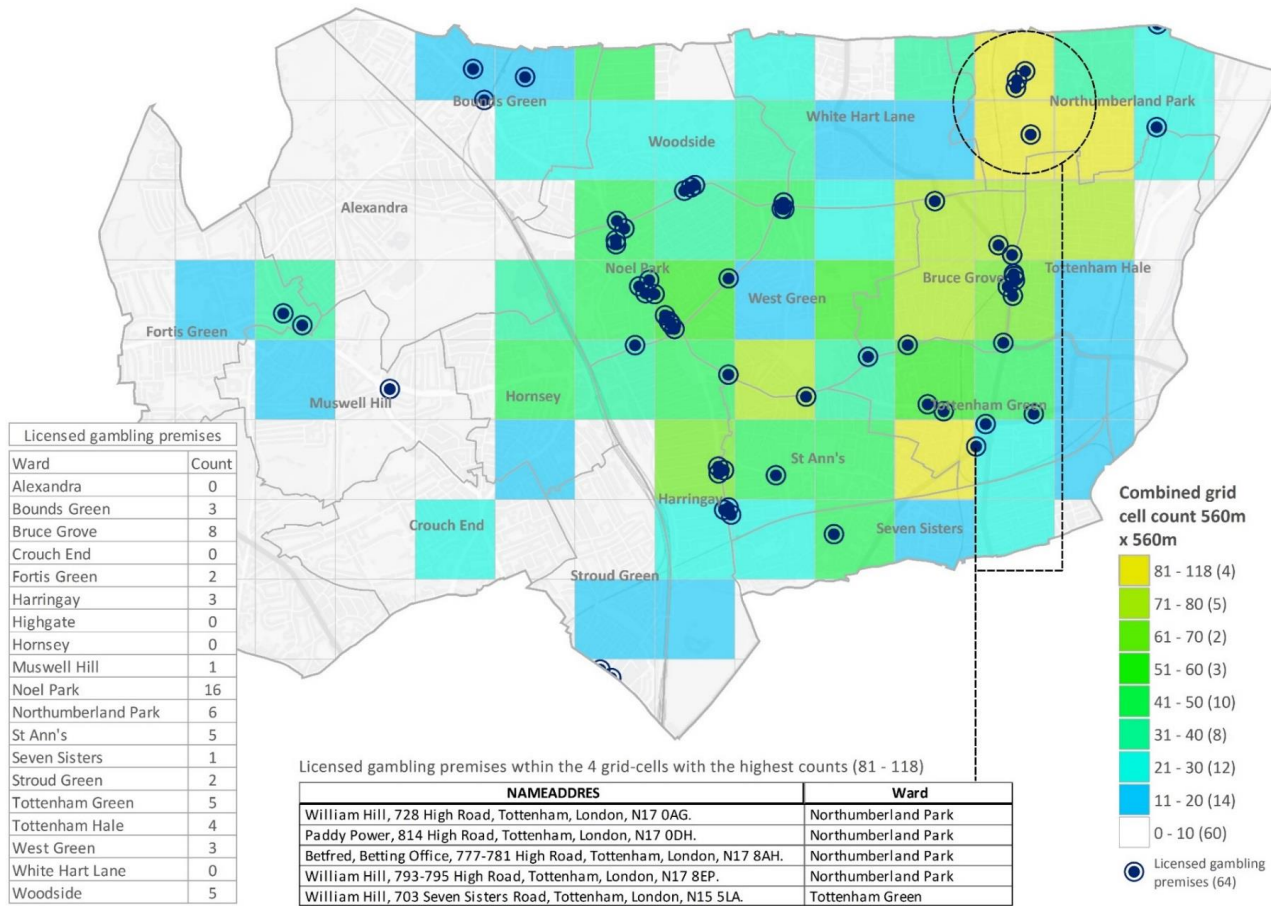 Bounds Green
Northumberland Park
White Hart Lane
Woodside
Alexandra
Noel Park
Bruce Grove
Tottenham Hale
West Green
Fortis Green
Muswell Hill
Hornsey
Tottenham Green
St Ann's
Harringay
Crouch End
Seven Sisters
Stroud Green
Licensed gambling premises
Ward Count
Alexandra 0
Bounds Green 3
Bruce Grove 8
Crouch End 0
Fortis Green 2
Harringay 3
Highgate 0
Hornsey 0
Muswell Hill 1
Noel Park 16
Northumberland Park 6
St Ann's 5
Seven Sisters 1
Stroud Green 2
Tottenham Green 5
Tottenham Hale 4
West Green 3
White Hart Lane 0
Woodside 5
Combined grid
cell count 560m
x 560m
81 - 118 (4)
71 - 80 (5)
61 - 70 (2)
51 - 60 (3)
41 - 50 (10)
31 - 40 (8)
21 - 30 (12)
11 - 20 (14)
0 - 10 (60)
Licensed gambling
premises (64)
Licensed gambling premises wthin the 4 grid-cells with the highest counts (81 - 118)
NAMEADDRES Ward
William Hill, 728 High Road, Tottenham, London, N17 0AG. Northumberland Park
Paddy Power, 814 High Road, Tottenham, London, N17 0DH. Northumberland Park
Betfred, Betting Office, 777-781 High Road, Tottenham, London, N17 8AH. Northumberland Park
William Hill, 793-795 High Road, Tottenham, London, N17 8EP. Northumberland Park
William Hill, 703 Seven Sisters Road, Tottenham, London, N15 5LA. Tottenham Green